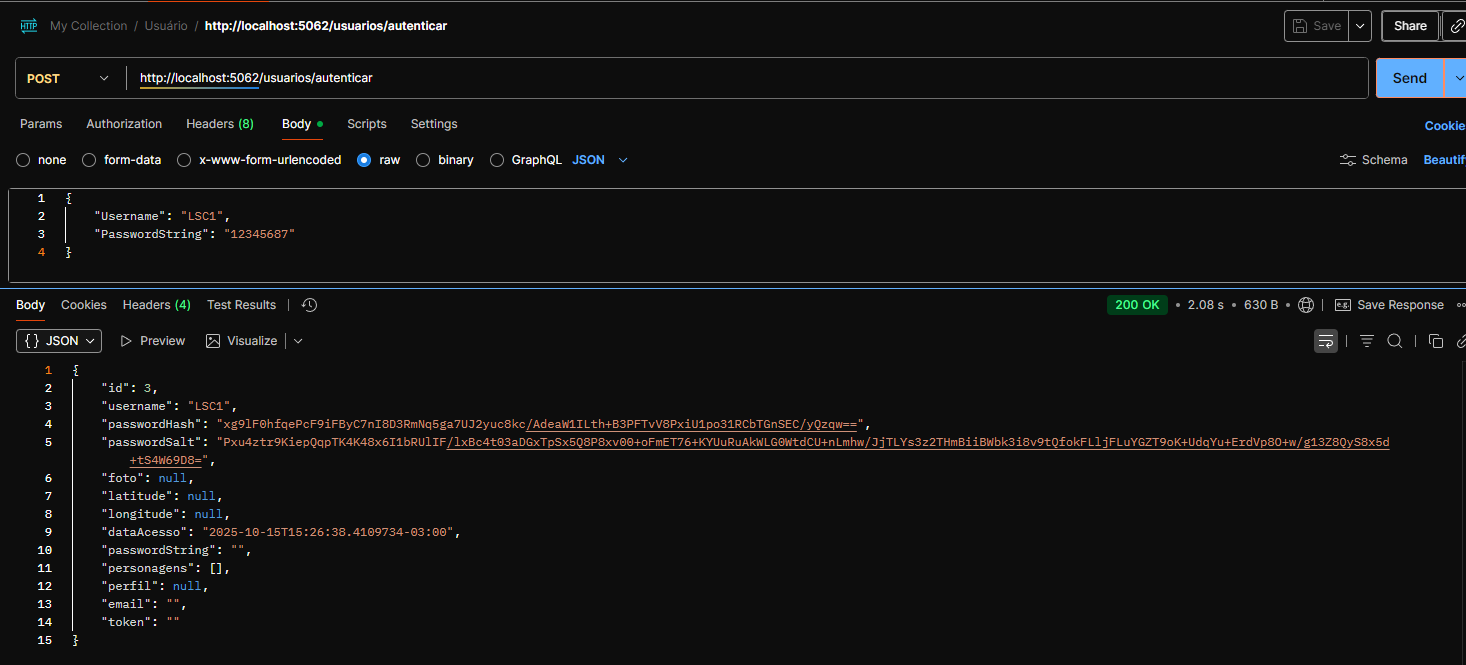 HTTP My Collection / Usuário / http://localhost:5062/usuarios/autenticar Save Share
POST http://localhost:5062/usuarios/autenticar Send
Params Authorization Headers (8) Body Scripts Settings Cookie
none form-data x-www-form-urlencoded raw binary GraphQL JSON Schema Beautif
1 {
2 "Username": "LSC1",
3 "PasswordString": "12345687"
4 }
Body Cookies Headers (4) Test Results 200 OK • 2.08 s • 630 B • e.g. Save Response
{} JSON Preview Visualize
1 {
2 "id": 3,
3 "username": "LSC1",
4 "passwordHash": "xg9lF0hfqePcF9iFByC7nI8D3RmNq5ga7UJ2yuc8kc/AdeaW1ILth+B3PFTvV8PxiU1po31RCbTGnSEC/yQzqw==",
5 "passwordSalt": "Pxu4ztr9KiepQqpTK4K48x6I1bRUlIF/lxBc4t03aDGxTpSx5Q8P8xv00+oFmET76+KYUuRuAkWLG0WtdCU+nLmhw/JjTLYs3z2THmBiiBWbk3i8v9tQfokFLljFLuYGZT9oK+UdqYu+ErdVp8O+w/g13Z8QyS8x5d
+tS4W69D8=",
6 "foto": null,
7 "latitude": null,
8 "longitude": null,
9 "dataAcesso": "2025-10-15T15:26:38.4109734-03:00",
10 "passwordString": "",
11 "personagens": [],
12 "perfil": null,
13 "email": "",
14 "token": ""
15 }